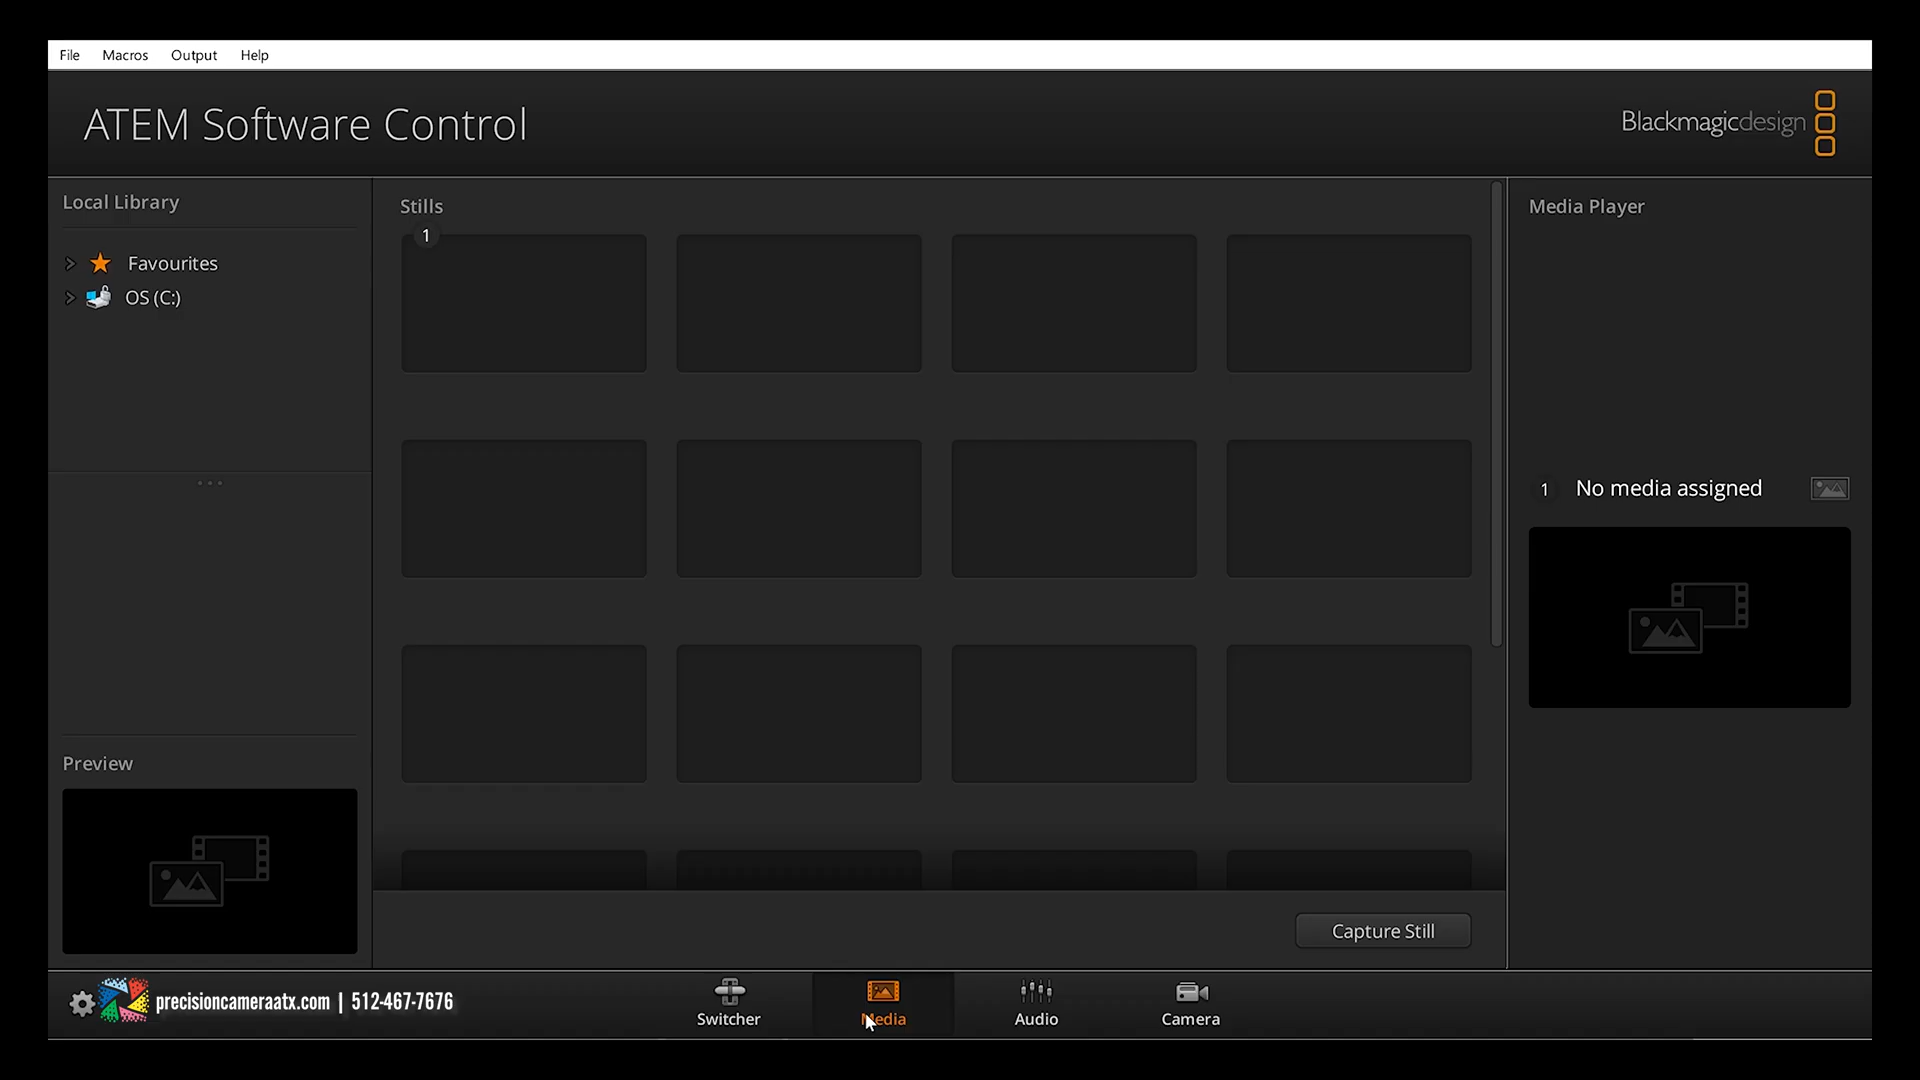 File Macros Output Help
ATEM Software Control
Blackmagicdesign
Local Library
Favourites
OS (C:)
Preview
Stills
1
Capture Still
Media Player
1 No media assigned
precisioncameraatx.com | 512-467-7676
Switcher Media Audio Camera